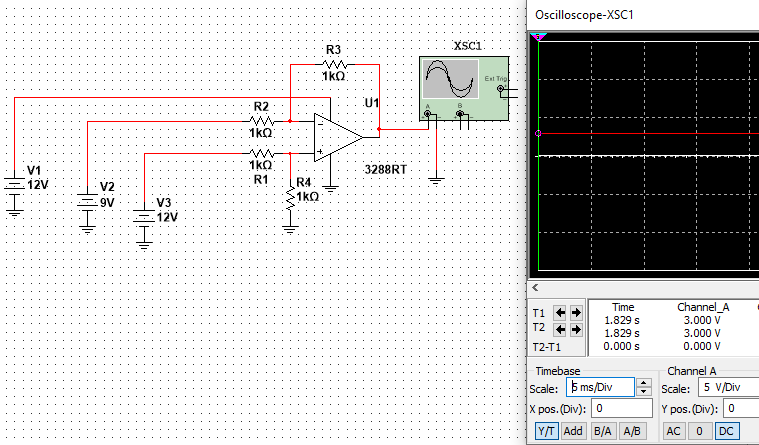 Oscilloscope-XSC1
XSC1
Ext Trig
A
B
R3
1kΩ
U1
3288RT
R2
1kΩ
1kΩ
R1
R4
1kΩ
V1
12V
V2
9V
V3
12V
T1
T2
T2-T1
Time Channel_A
1.829 s 3.000 V
1.829 s 3.000 V
0.000 s 0.000 V
Timebase
Scale: 5 ms/Div
X pos.(Div): 0
Y/T Add B/A A/B
Channel A
Scale: 5 V/Div
Y pos.(Div): 0
AC 0 DC